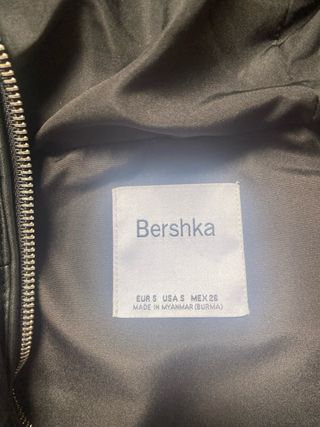 Bershka
EUR S USA S MEX 26
MADE IN MYANMAR (BURMA)